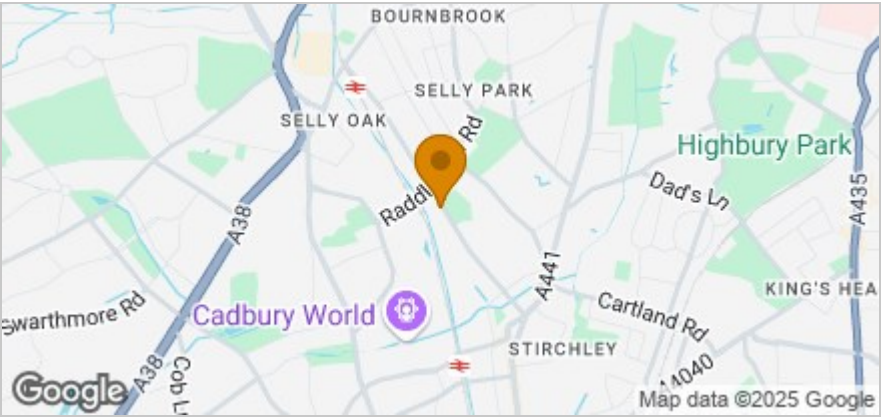 BOURNBROOK
SELLY PARK
SELLY OAK
Rd
Highbury Park
Raddl
Dad's Ln
A435
A38
A441
KING'S HEA
Swarthmore Rd
Cadbury World
Cartland Rd
STIRCHLEY
A38
Cob L
A4040
Google
Map data ©2025 Google